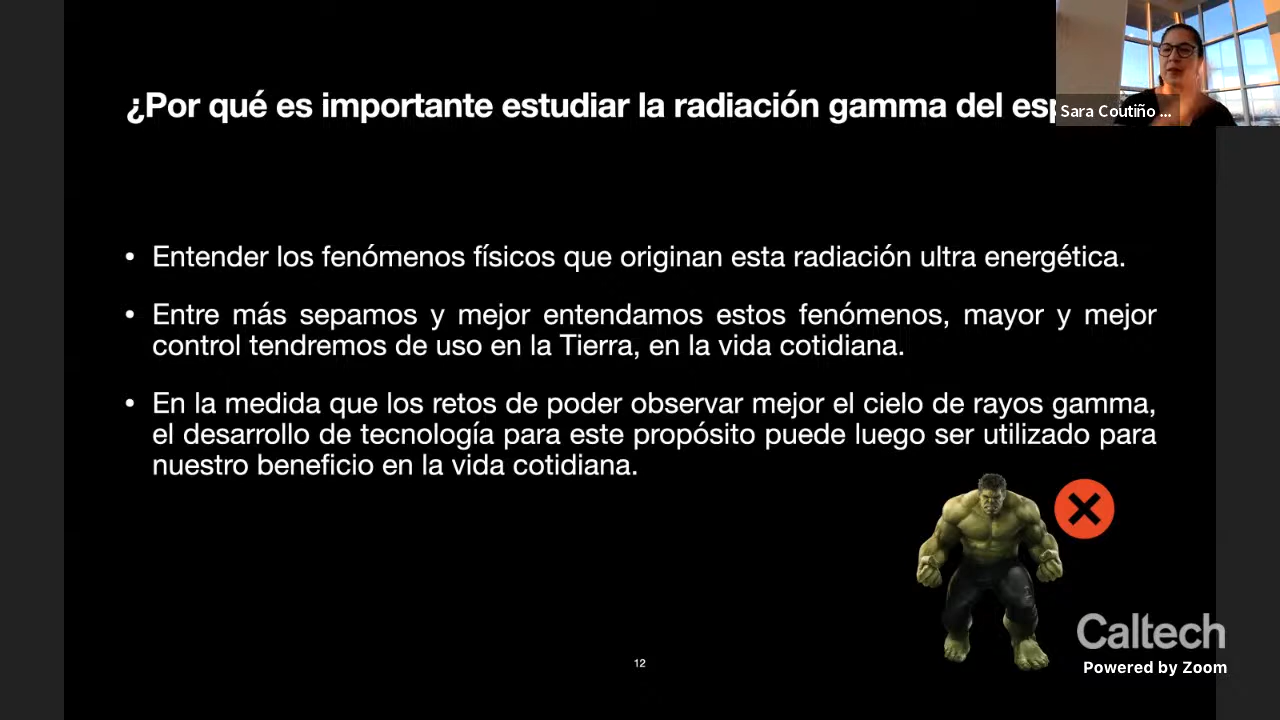 ¿Por qué es importante estudiar la radiación gamma del esp
Sara Coutiño ...
• Entender los fenómenos físicos que originan esta radiación ultra energética.
• Entre más sepamos y mejor entendamos estos fenómenos, mayor y mejor
control tendremos de uso en la Tierra, en la vida cotidiana.
• En la medida que los retos de poder observar mejor el cielo de rayos gamma,
el desarrollo de tecnología para este propósito puede luego ser utilizado para
nuestro beneficio en la vida cotidiana.
Caltech
Powered by Zoom
12